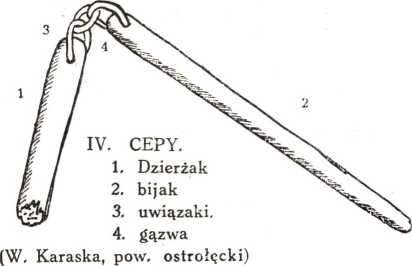 3
4
1
2
IV. CEPY.
1. Dzierżak
2. bijak
3. uwiązaki.
4. gązwa
(W. Karaska, pow. ostrołęcki)